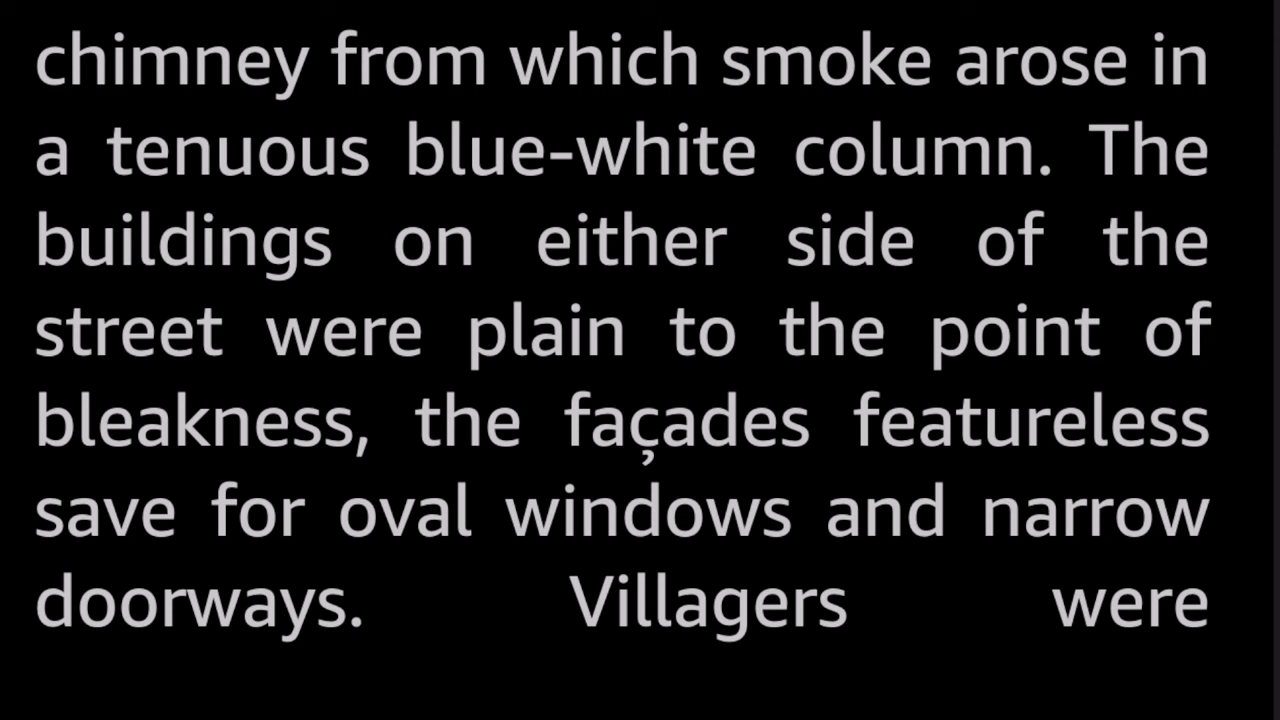 chimney from which smoke arose in
a tenuous blue-white column. The
buildings on either side of the
street were plain to the point of
bleakness, the façades featureless
save for oval windows and narrow
doorways. Villagers were